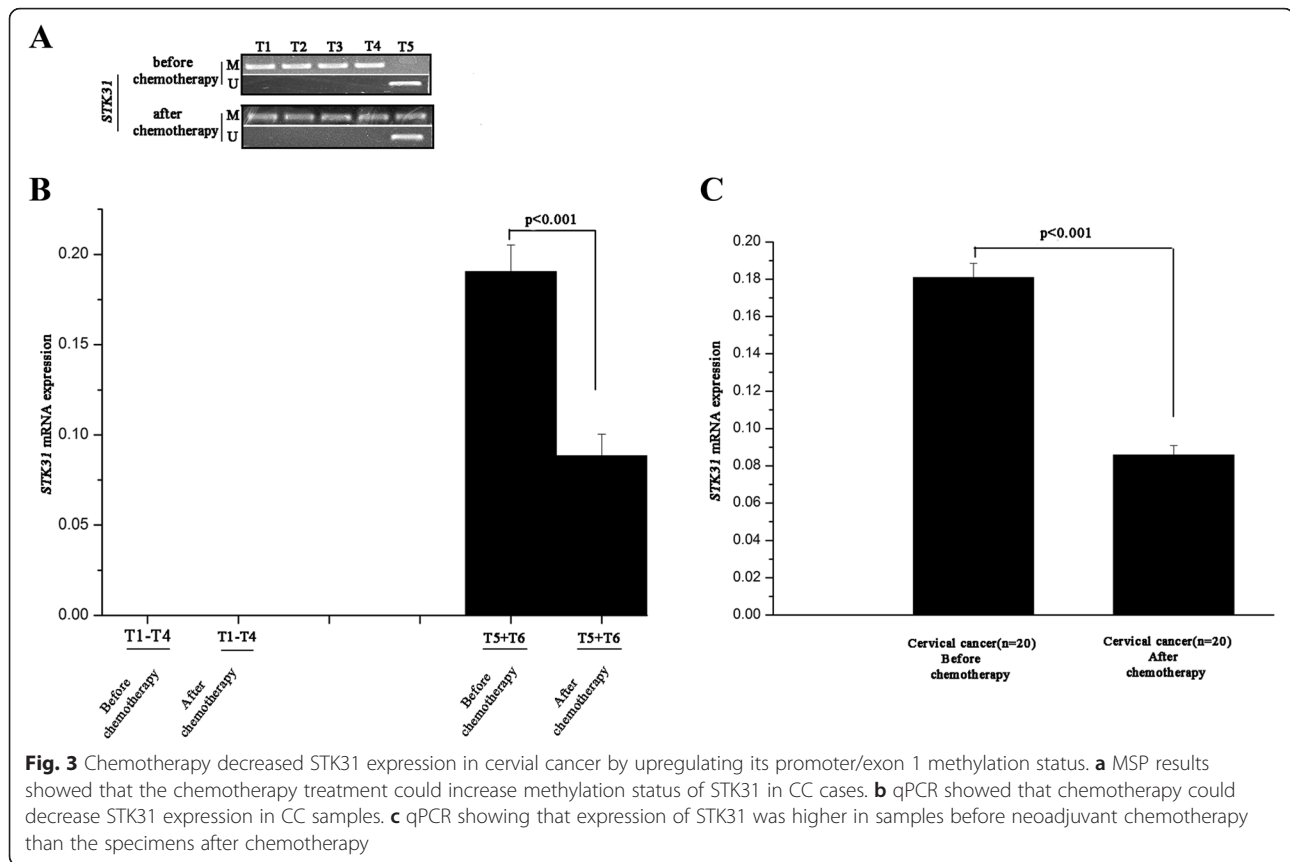 A
T1 T2 T3 T4 T5
STK31
before
chemotherapy
M
U
after
chemotherapy
M
U
B
p<0.001
STK31 mRNA expression
0.20
0.15
0.10
0.05
0.00
T1-T4 T1-T4 T5+T6 T5+T6
Before
chemotherapy
After
chemotherapy
Before
chemotherapy
After
chemotherapy
C
p<0.001
STK31 mRNA expression
0.20
0.18
0.16
0.14
0.12
0.10
0.08
0.06
0.04
0.02
0.00
Cervical cancer(n=20)
Before
chemotherapy
Cervical cancer(n=20)
After
chemotherapy
Fig. 3 Chemotherapy decreased STK31 expression in cervial cancer by upregulating its promoter/exon 1 methylation status. a MSP results
showed that the chemotherapy treatment could increase methylation status of STK31 in CC cases. b qPCR showed that chemotherapy could
decrease STK31 expression in CC samples. c qPCR showing that expression of STK31 was higher in samples before neoadjuvant chemotherapy
than the specimens after chemotherapy